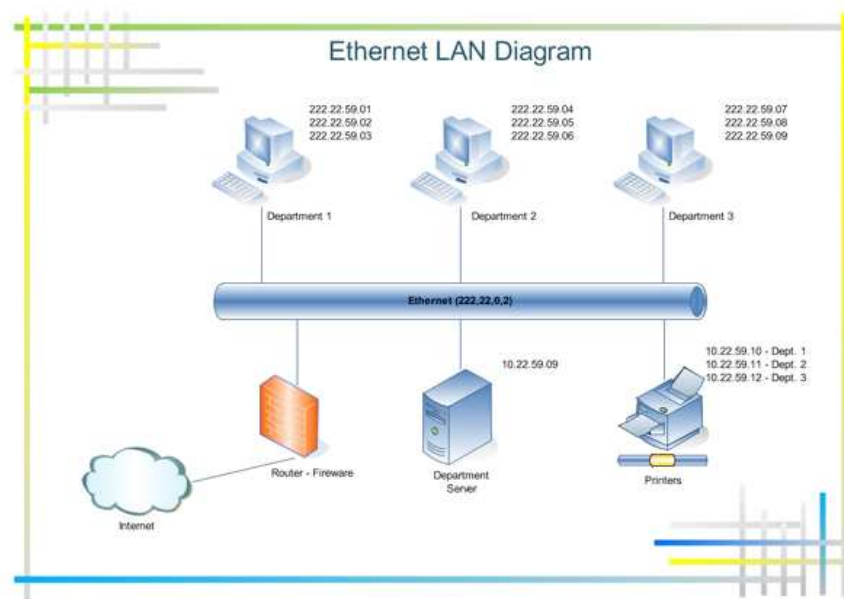 Ethernet LAN Diagram
222.22.59.01
222.22.59.02
222.22.59.03
222.22.59.04
222.22.59.05
222.22.59.06
222.22.59.07
222.22.59.08
222.22.59.09
Department 1
Department 2
Department 3
Ethernet (222,22,0,2)
10.22.59.09
10.22.59.10 - Dept. 1
10.22.59.11 - Dept. 2
10.22.59.12 - Dept. 3
Router - Fireware
Department
Server
Printers
Internet